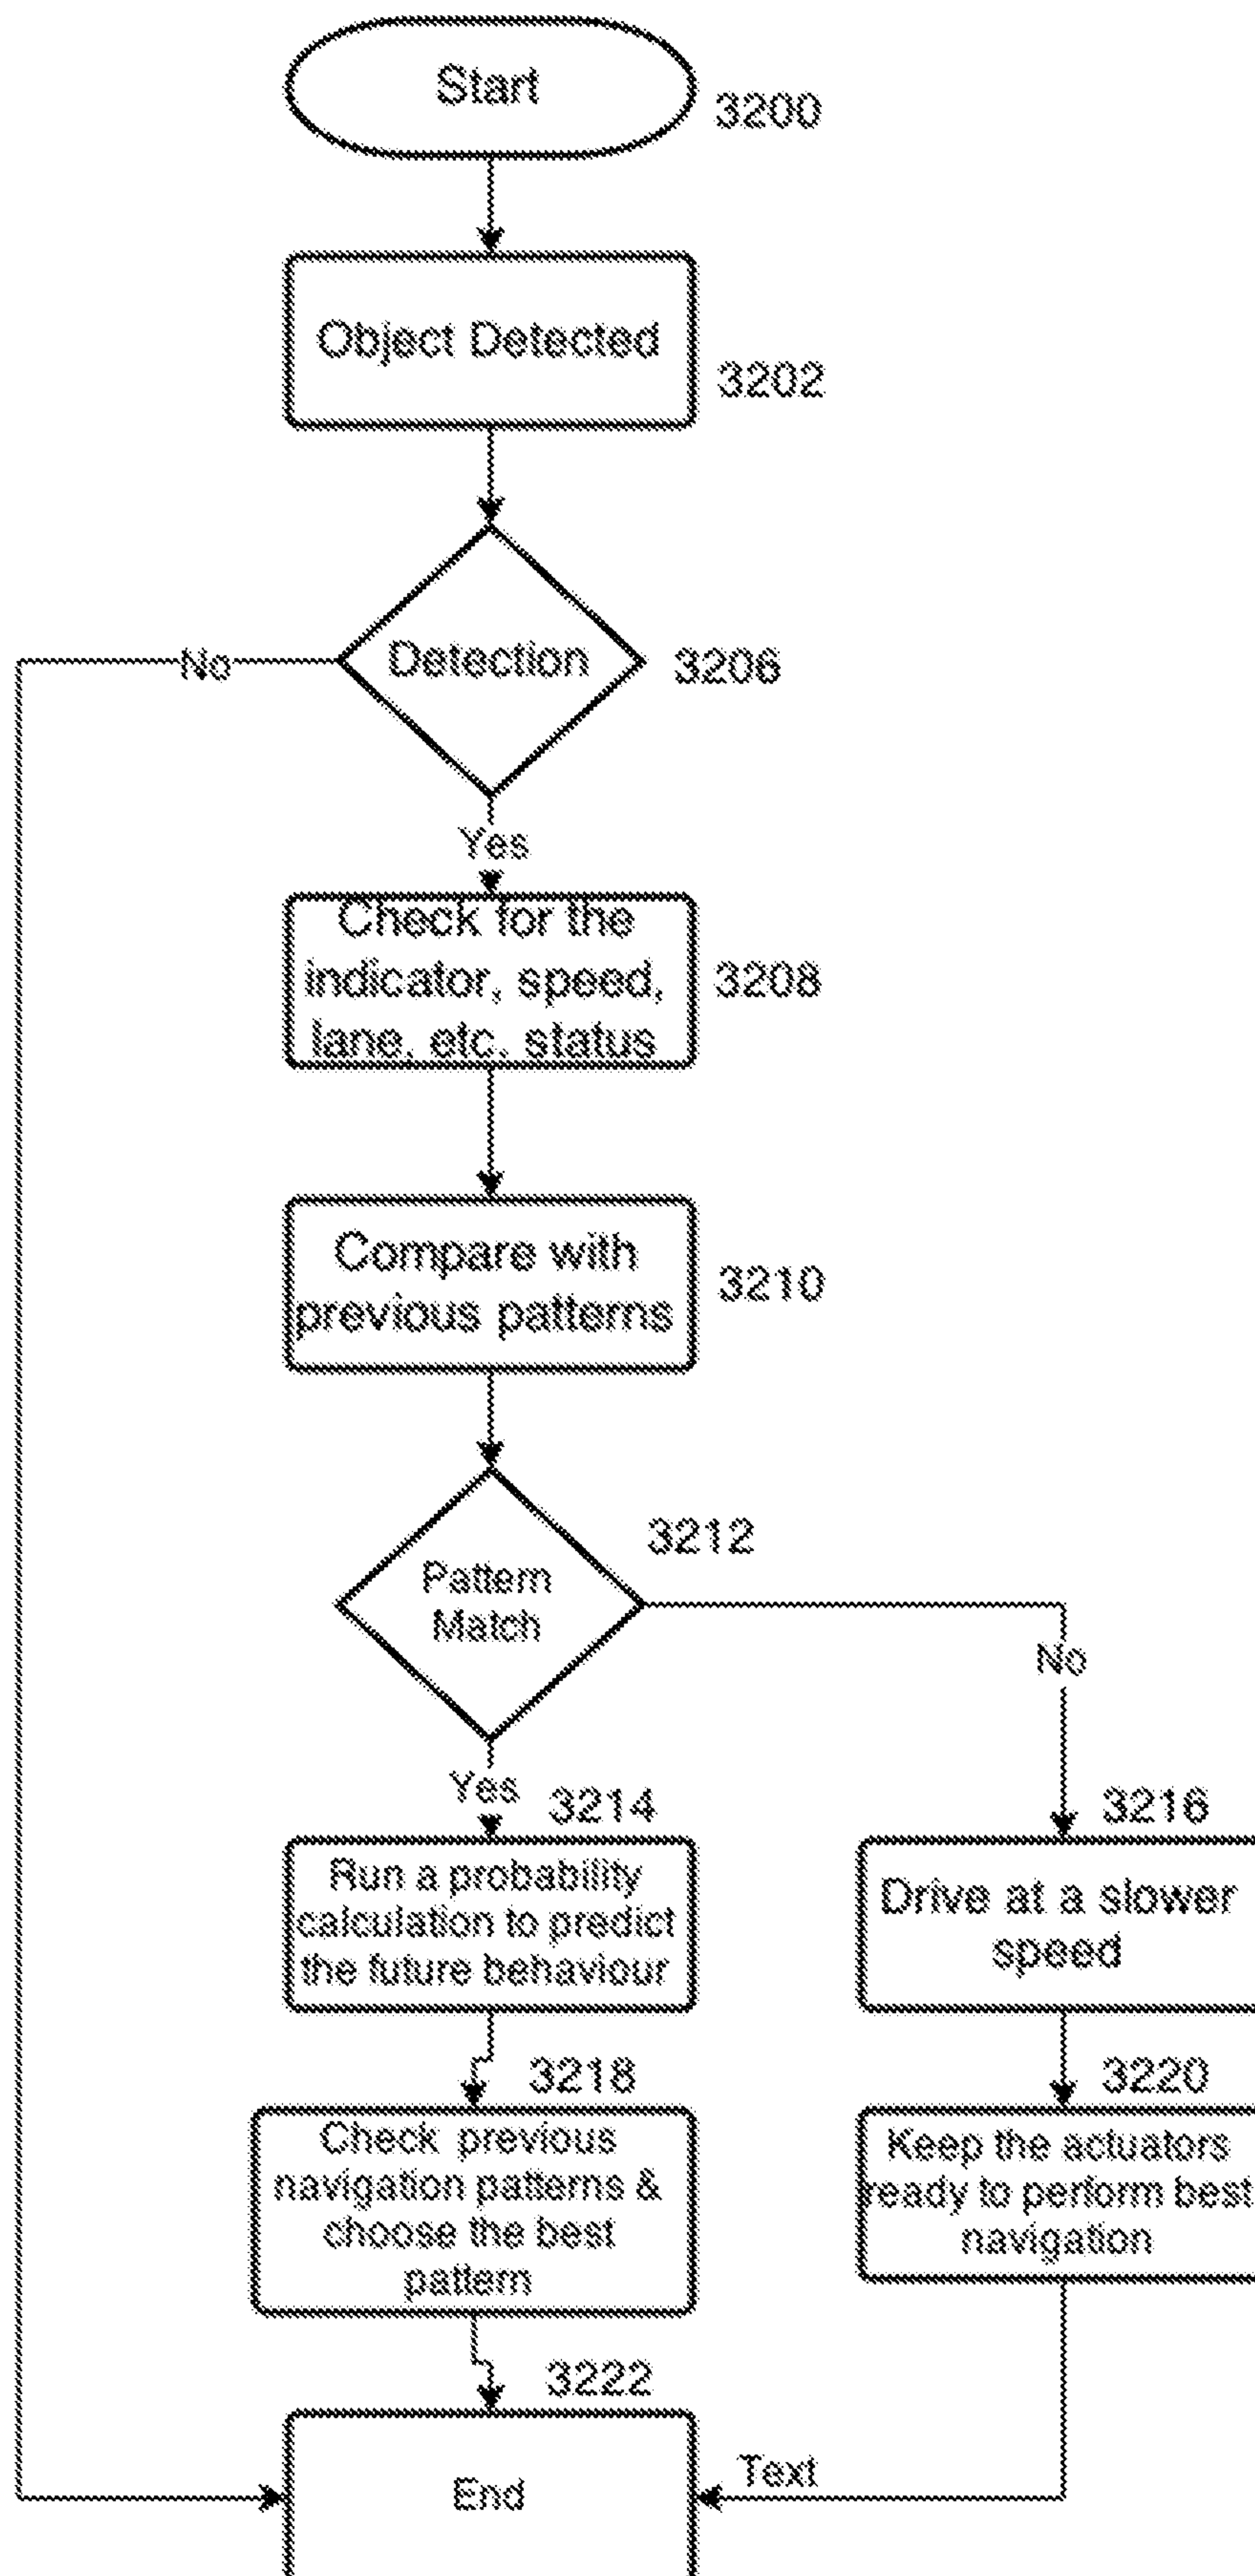 Start
3200
Object Detected
3202
Detection
3206
No
Yes
Check for the
indicator, speed,
lane, etc. status
3208
Compare with
previous patterns
3210
Pattern
Match
3212
No
Yes
3214
Run a probability
calculation to predict
the future behaviour
3216
Drive at a slower
speed
3218
Check previous
navigation patterns &
choose the best
pattern
3220
Keep the actuators
ready to perform best
navigation
3222
End
Text